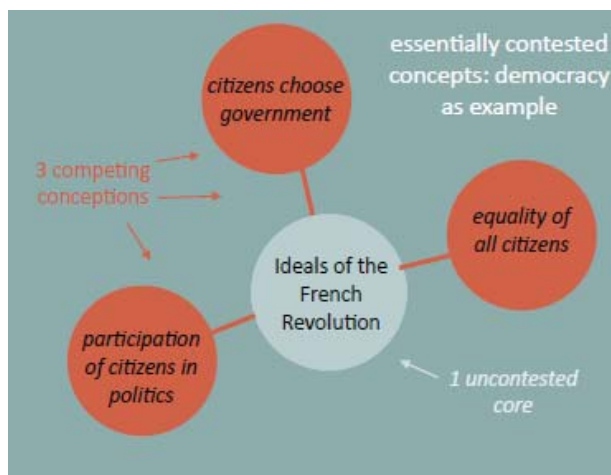 essentially contested
concepts: democracy
as example
citizens choose
government
3 competing
conceptions
equality of
all citizens
Ideals of the
French
Revolution
participation
of citizens in
politics
1 uncontested
core